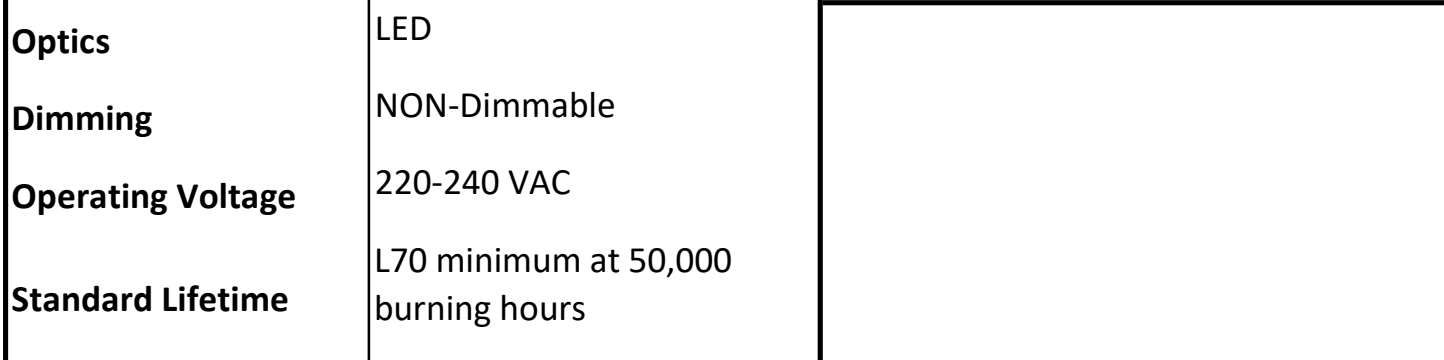 Optics
LED
Dimming
NON-Dimmable
Operating Voltage
220-240 VAC
Standard Lifetime
L70 minimum at 50,000
burning hours